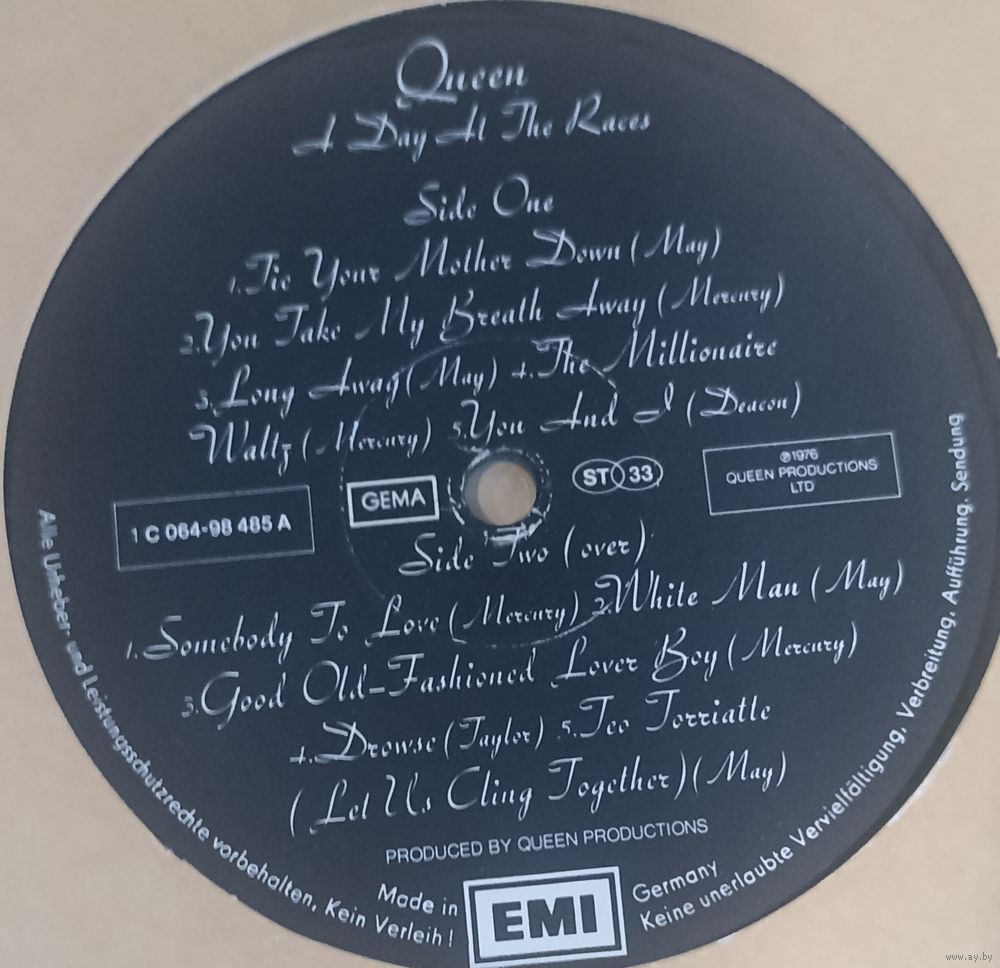 Queen
A Day At The Races
Side One
1.Tie Your Mother Down (May)
2.You Take My Breath Away (Mercury)
3.Long Away (May) 4.The Millionaire
Waltz (Mercury) 5.You And I (Deacon)
1 C 064-98 485 A
GEMA
ST 33
℗1976
QUEEN PRODUCTIONS
LTD
Side Two (over)
1.Somebody To Love (Mercury) 2.White Man (May)
3.Good Old-Fashioned Lover Boy (Mercury)
4.Drowse (Taylor) 5.Teo Torriatte
(Let Us Cling Together) (May)
PRODUCED BY QUEEN PRODUCTIONS
Made in Germany
EMI
Alle Urheber- und Leistungsschutzrechte vorbehalten, Kein Verleih!
Keine unerlaubte Vervielfältigung, Verbreitung, Aufführung, Sendung
www.ay.by